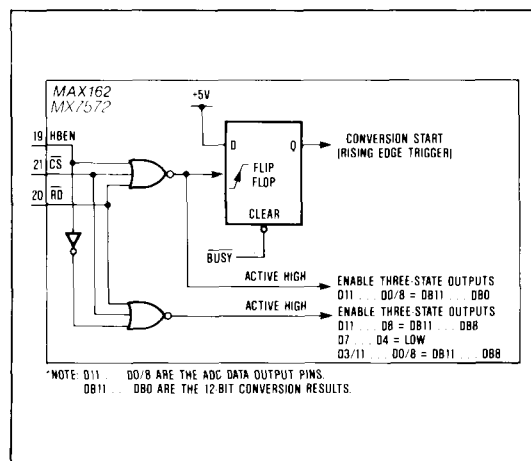 MAX162
MX7572
+5V
19 HBEN
21 CS
20 RD
D
Q
CONVERSION START
(RISING EDGE TRIGGER)
FLIP
FLOP
CLEAR
BUSY
ACTIVE HIGH
ENABLE THREE-STATE OUTPUTS
D11 ... D0/8 = DB11 ... DB0
ACTIVE HIGH
ENABLE THREE-STATE OUTPUTS
D11 ... D8 = DB11 ... DB8
D7 ... D4 = LOW
D3/11 ... D0/8 = DB11 ... DB8
*NOTE: D11 ... D0/8 ARE THE ADC DATA OUTPUT PINS.
DB11 ... DB0 ARE THE 12-BIT CONVERSION RESULTS.